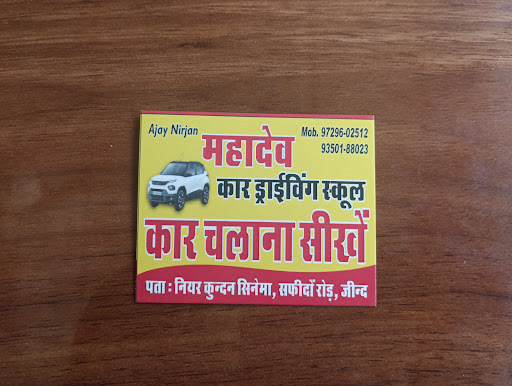 Ajay Nirjan
Mob. 97296-02512
93501-88023
महादेव
कार ड्राईविंग स्कूल
कार चलाना सीखें
पता : नियर कुन्दन सिनेमा, सफीदों रोड़, जीन्द